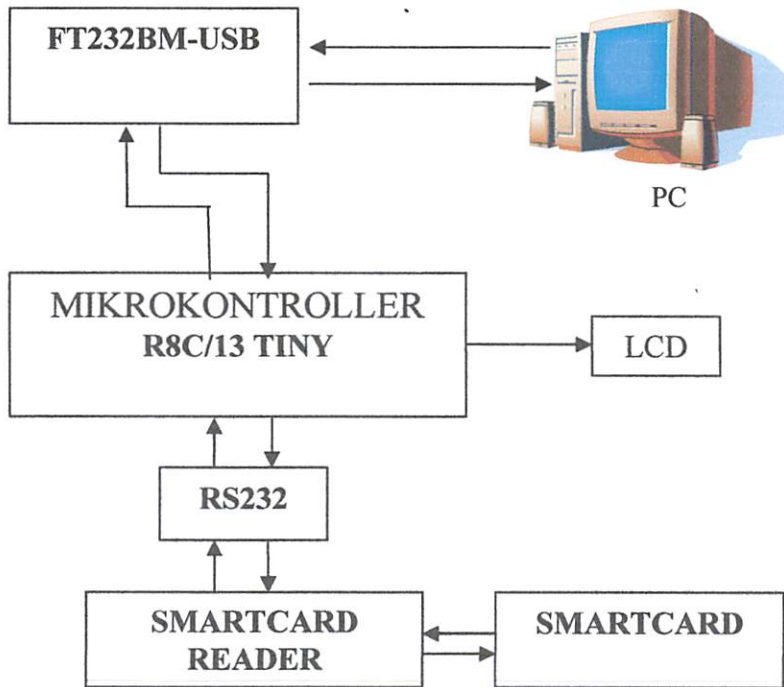 FT232BM-USB
PC
MIKROKONTROLLER
R8C/13 TINY
LCD
RS232
SMARTCARD
READER
SMARTCARD